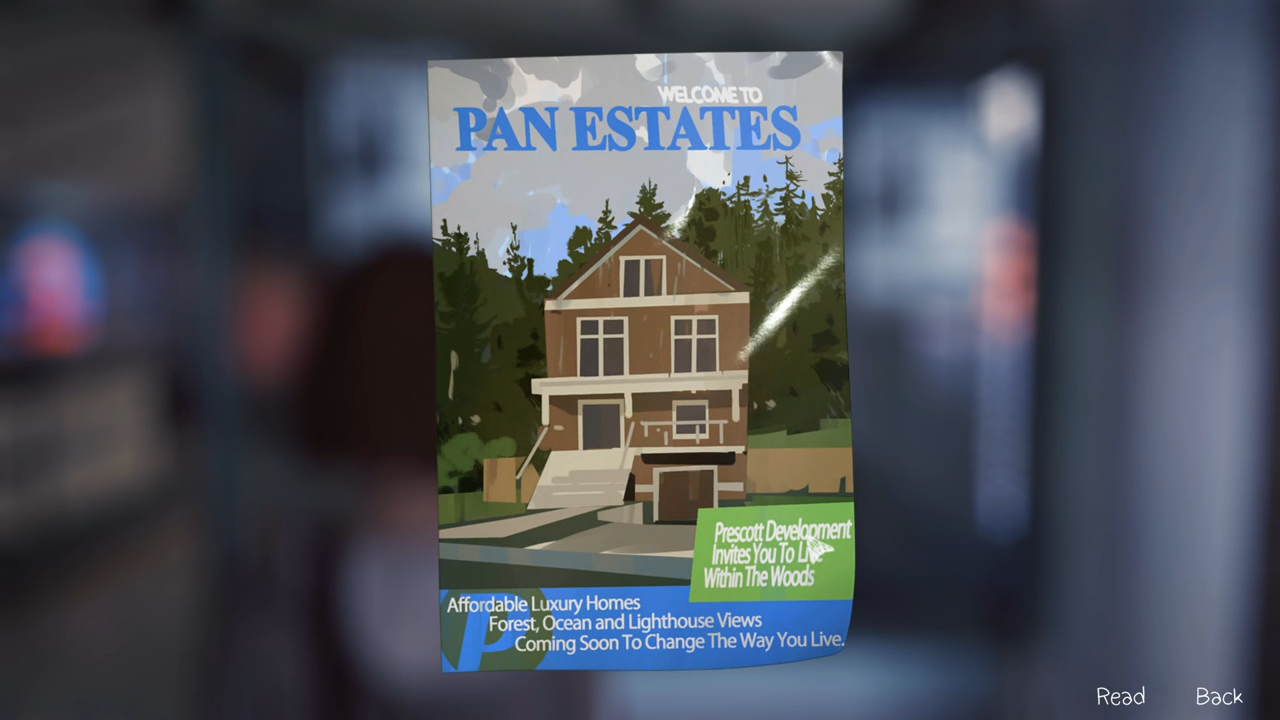 WELCOME TO
PAN ESTATES
Prescott Development
Invites You To Live
Within The Woods
Affordable Luxury Homes
Forest, Ocean and Lighthouse Views
Coming Soon To Change The Way You Live.
P
Read
Back